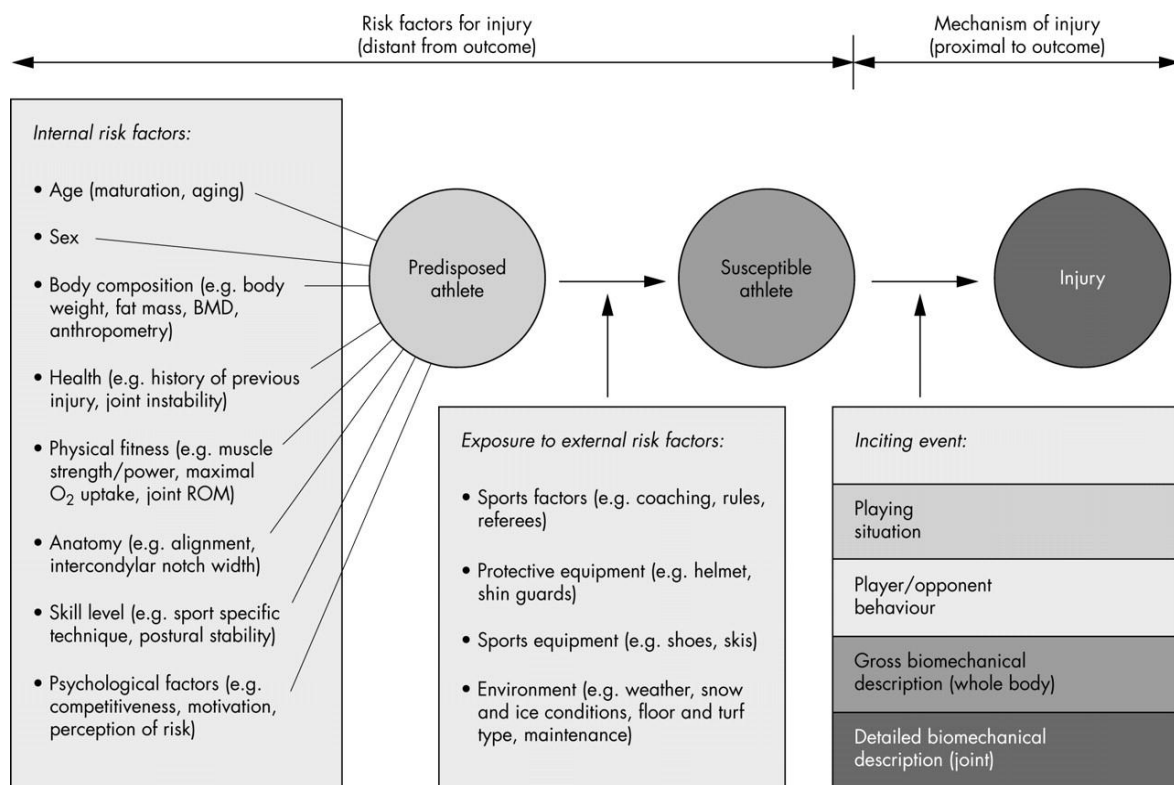 Risk factors for injury
(distant from outcome)
Mechanism of injury
(proximal to outcome)
Internal risk factors:
• Age (maturation, aging)
• Sex
• Body composition (e.g. body
weight, fat mass, BMD,
anthropometry)
• Health (e.g. history of previous
injury, joint instability)
• Physical fitness (e.g. muscle
strength/power, maximal
O₂ uptake, joint ROM)
• Anatomy (e.g. alignment,
intercondylar notch width)
• Skill level (e.g. sport specific
technique, postural stability)
• Psychological factors (e.g.
competitiveness, motivation,
perception of risk)
Predisposed
athlete
Susceptible
athlete
Injury
Exposure to external risk factors:
• Sports factors (e.g. coaching, rules,
referees)
• Protective equipment (e.g. helmet,
shin guards)
• Sports equipment (e.g. shoes, skis)
• Environment (e.g. weather, snow
and ice conditions, floor and turf
type, maintenance)
Inciting event:
Playing
situation
Player/opponent
behaviour
Gross biomechanical
description (whole body)
Detailed biomechanical
description (joint)